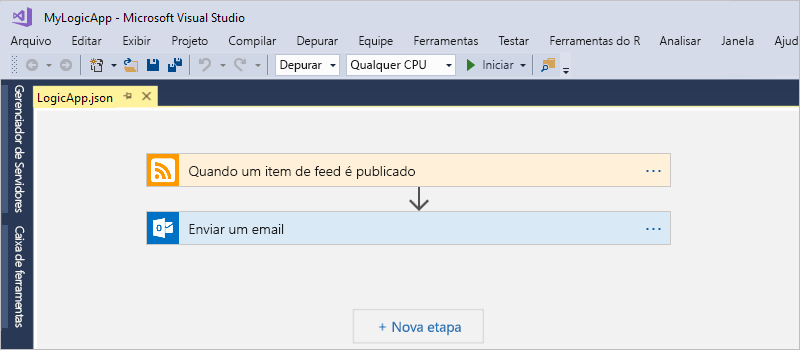 MyLogicApp - Microsoft Visual Studio
Arquivo Editar Exibir Projeto Compilar Depurar Equipe Ferramentas Testar Ferramentas do R Analisar Janela Ajud
Depurar Qualquer CPU Iniciar
LogicApp.json
Gerenciador de Servidores
Caixa de ferramentas
Quando um item de feed é publicado ...
Enviar um email ...
+ Nova etapa